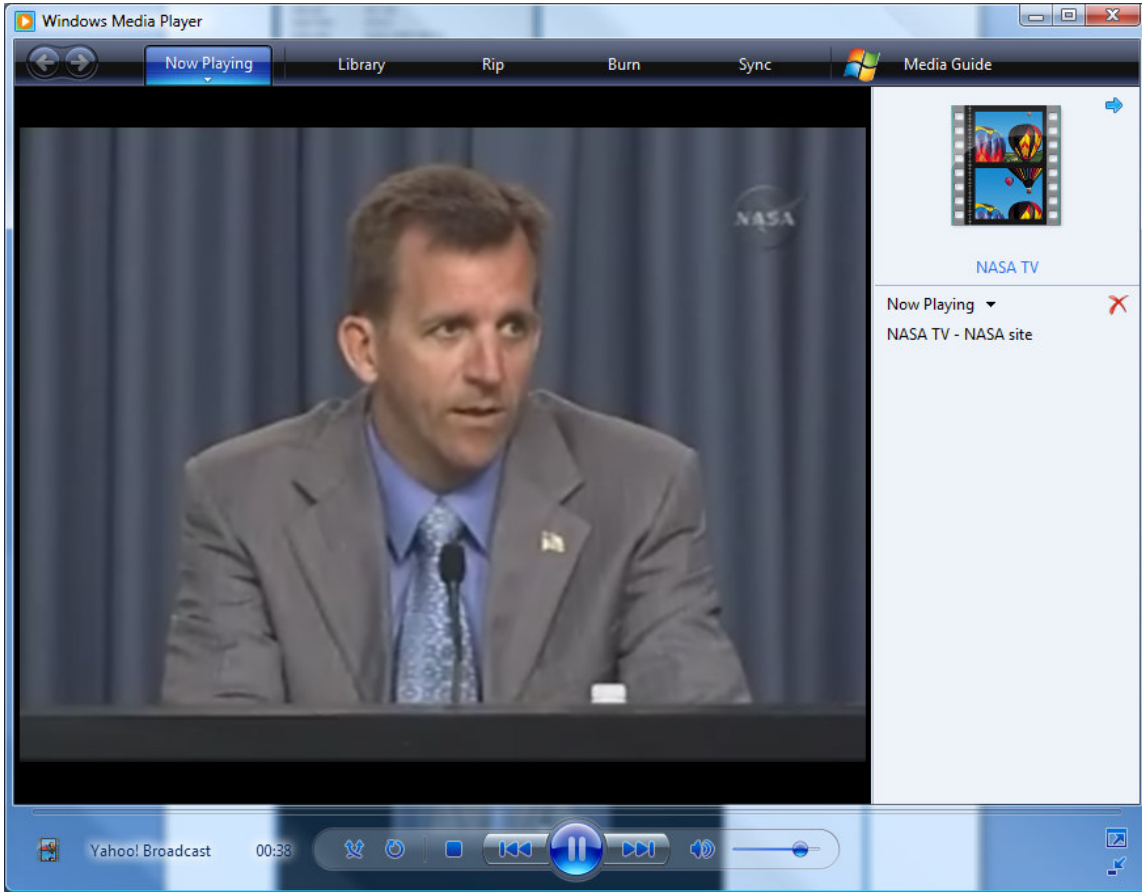 Windows Media Player
Now Playing Library Rip Burn Sync Media Guide
NASA
NASA TV
Now Playing
NASA TV - NASA site
Yahoo! Broadcast 00:38